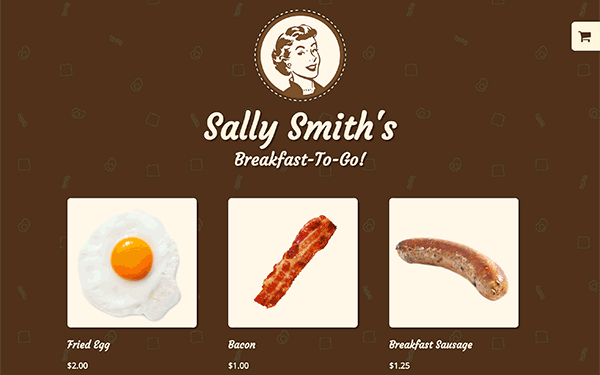 Sally Smith's
Breakfast-To-Go!
Fried Egg
Bacon
Breakfast Sausage
$2.00
$1.00
$1.25